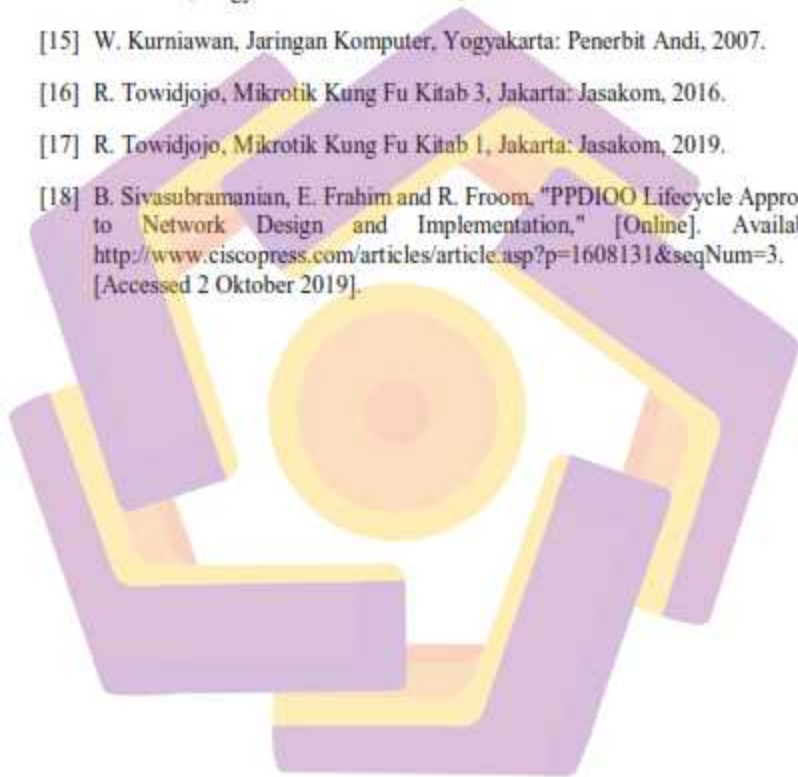 [15] W. Kurniawan, Jaringan Komputer, Yogyakarta: Penerbit Andi, 2007.
[16] R. Towidjojo, Mikrotik Kung Fu Kitab 3, Jakarta: Jasakom, 2016.
[17] R. Towidjojo, Mikrotik Kung Fu Kitab 1, Jakarta: Jasakom, 2019.
[18] B. Sivasubramanian, E. Frahim and R. Froom, "PPDIOO Lifecycle Appro
to Network Design and Implementation," [Online]. Availab
http://www.ciscopress.com/articles/article.asp?p=1608131&seqNum=3.
[Accessed 2 Oktober 2019].